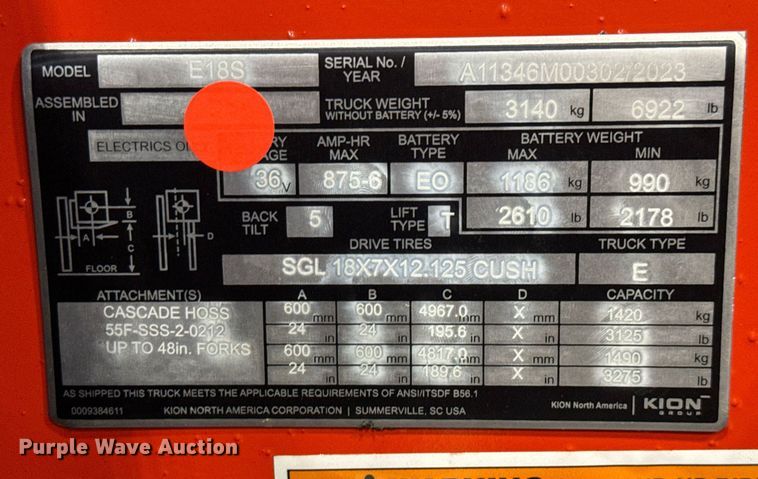 MODEL E18S SERIAL No. / YEAR A11346M00302/2023
ASSEMBLED IN TRUCK WEIGHT WITHOUT BATTERY (+/- 5%) 3140 kg 6922 lb
ELECTRICS AMP-HR MAX BATTERY TYPE BATTERY WEIGHT
MAX MIN
36 V 875-6 EO 1186 kg 990 kg
BACK TILT 5 LIFT TYPE T 2610 lb 2178 lb
DRIVE TIRES TRUCK TYPE
SGL 18X7X12.125 CUSH E
A B C D
FLOOR
ATTACHMENT(S) A B C D CAPACITY
CASCADE HOSS 600 mm 600 mm 4967.0 mm X mm 1420 kg
55F-SSS-2-0212 24 in 24 in 195.6 in X in 3125 lb
UP TO 48in. FORKS 600 mm 600 mm 4817.0 mm X mm 1490 kg
24 in 24 in 189.6 in X in 3275 lb
AS SHIPPED THIS TRUCK MEETS THE APPLICABLE REQUIREMENTS OF ANSI/ITSDF B56.1
0009384611 KION NORTH AMERICA CORPORATION | SUMMERVILLE, SC USA KION North America | KION GROUP
Purple Wave Auction